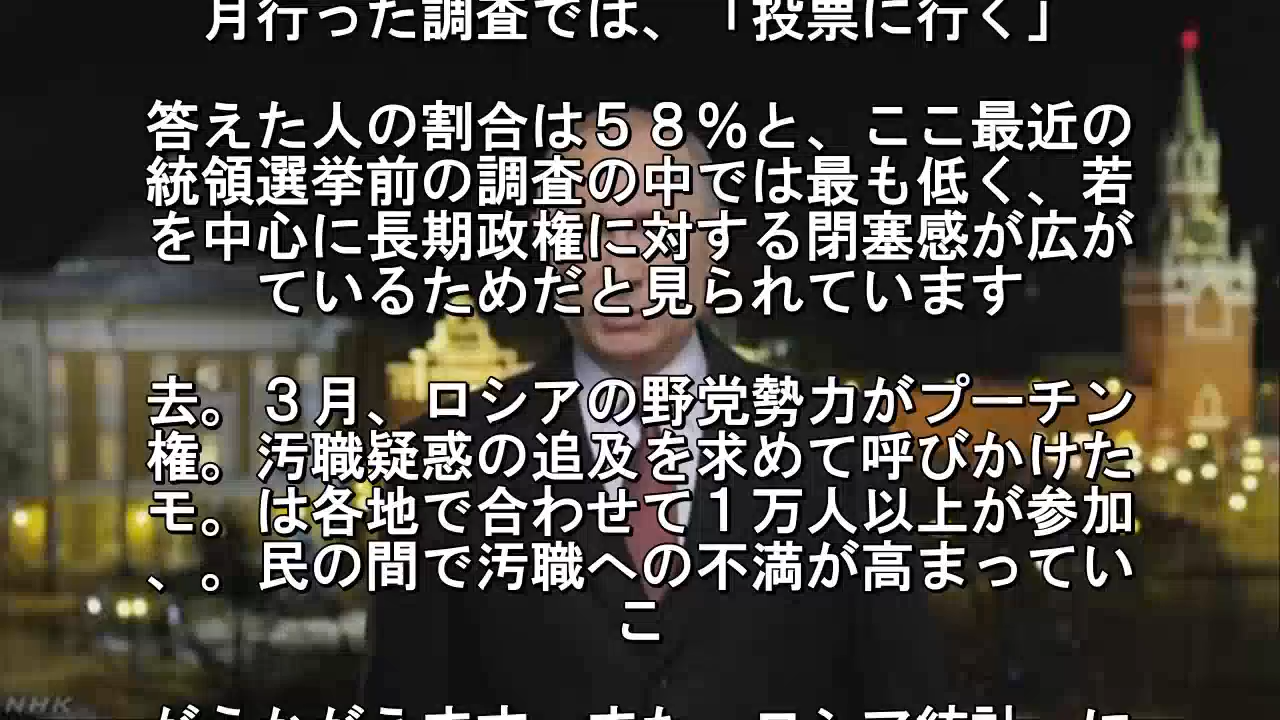 月行った調査では、「投票に行く」
答えた人の割合は５８％と、ここ最近の
統領選挙前の調査の中では最も低く、若
を中心に長期政権に対する閉塞感が広が
ているためだと見られています
去。３月、ロシアの野党勢力がプーチン
権。汚職疑惑の追及を求めて呼びかけた
モ。は各地で合わせて１万人以上が参加
、。民の間で汚職への不満が高まってい
こ
NHK